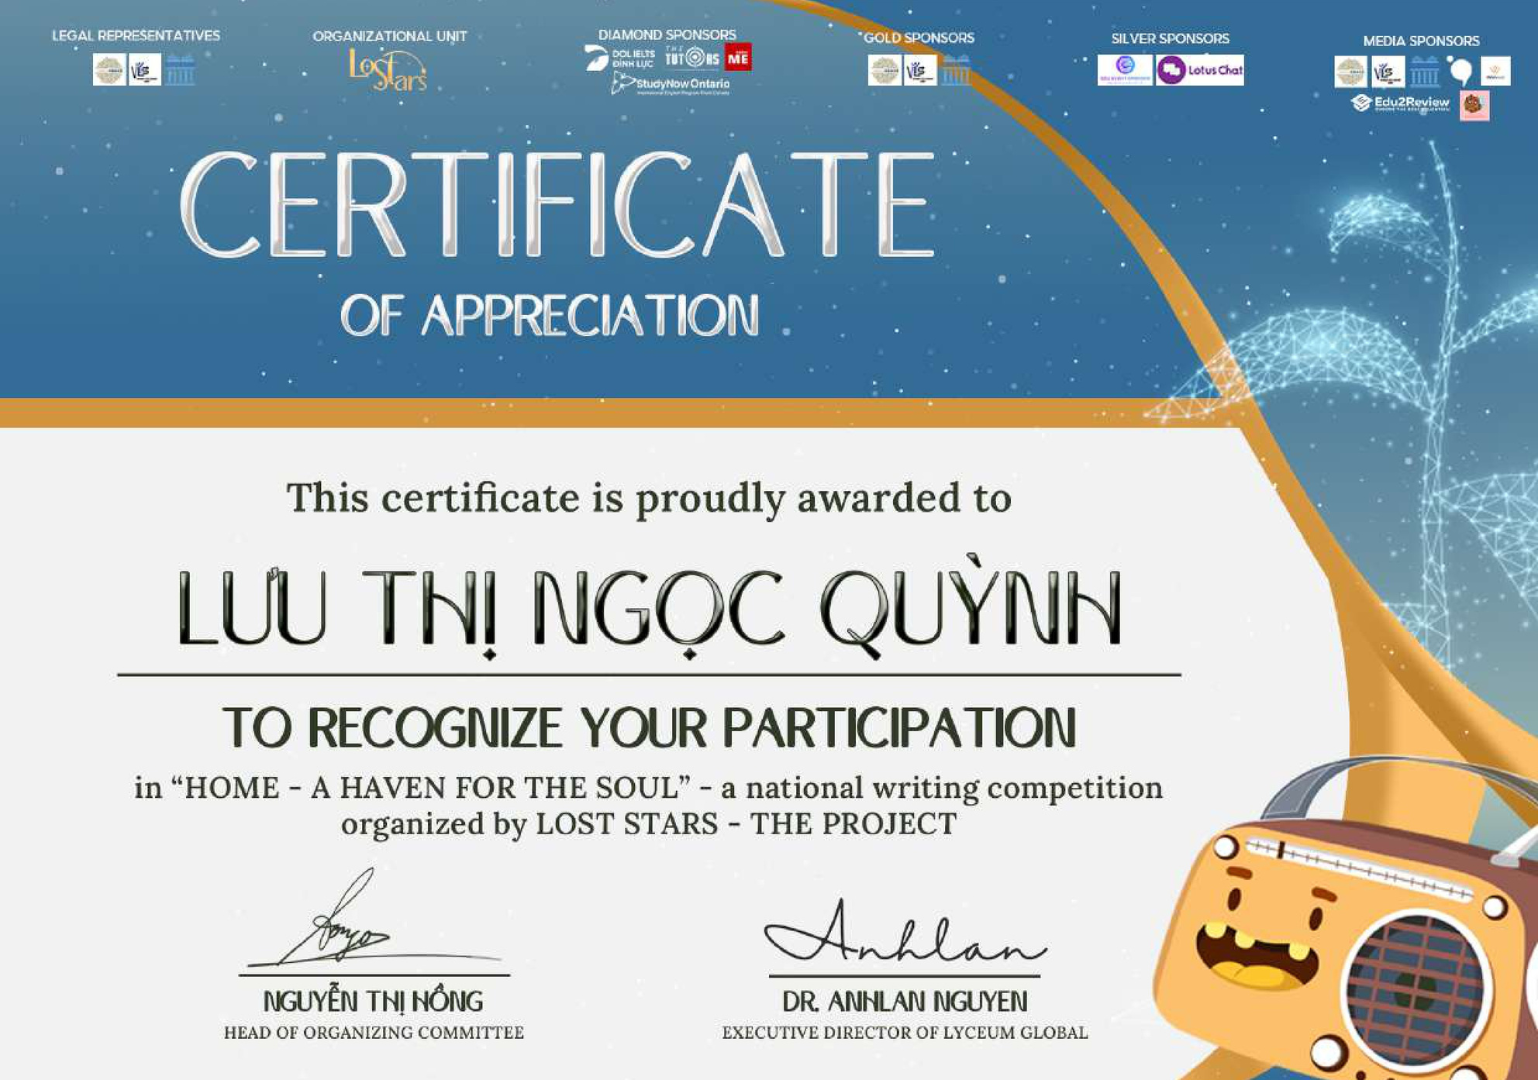 LEGAL REPRESENTATIVES
ORGANIZATIONAL UNIT
Lost Stars
DIAMOND SPONSORS
DOL IELTS ĐÌNH LỰC
THE TUTORS
ME
StudyNow Ontario
GOLD SPONSORS
SILVER SPONSORS
Lotus Chat
MEDIA SPONSORS
Edu2Review
CERTIFICATE
OF APPRECIATION
This certificate is proudly awarded to
LƯU THỊ NGỌC QUỲNH
TO RECOGNIZE YOUR PARTICIPATION
in “HOME - A HAVEN FOR THE SOUL” - a national writing competition
organized by LOST STARS - THE PROJECT
Anhlan
NGUYỄN THỊ HỒNG
HEAD OF ORGANIZING COMMITTEE
DR. ANHLAN NGUYEN
EXECUTIVE DIRECTOR OF LYCEUM GLOBAL